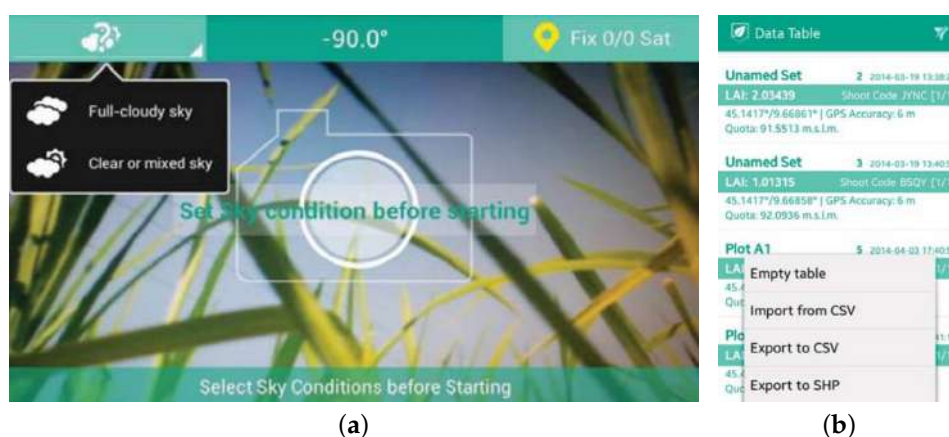 -90.0°
Fix 0/0 Sat
Full-cloudy sky
Clear or mixed sky
Set Sky condition before starting
Select Sky Conditions before Starting
(a)
Data Table
Unamed Set 2 2014-03-19 13:38:
LAI: 2.03439 Shoot Code JYNC [1/
45.1417°/9.66861° | GPS Accuracy: 6 m
Quota: 91.5513 m.s.l.m.
Unamed Set 3 2014-03-19 13:40:
LAI: 1.01315 Shoot Code BSQY [1/
45.1417°/9.66858° | GPS Accuracy: 6 m
Quota: 92.0936 m.s.l.m.
Plot A1 5 2014-04-03 17:40:
Empty table
Import from CSV
Export to CSV
Export to SHP
(b)